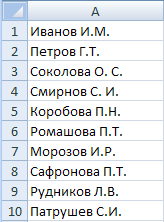 A
1 Иванов И.М.
2 Петров Г.Т.
3 Соколова О. С.
4 Смирнов С. И.
5 Коробова П.Н.
6 Ромашова П.Т.
7 Морозов И.Р.
8 Сафронова П.Т.
9 Рудников Л.В.
10 Патрушев С.И.